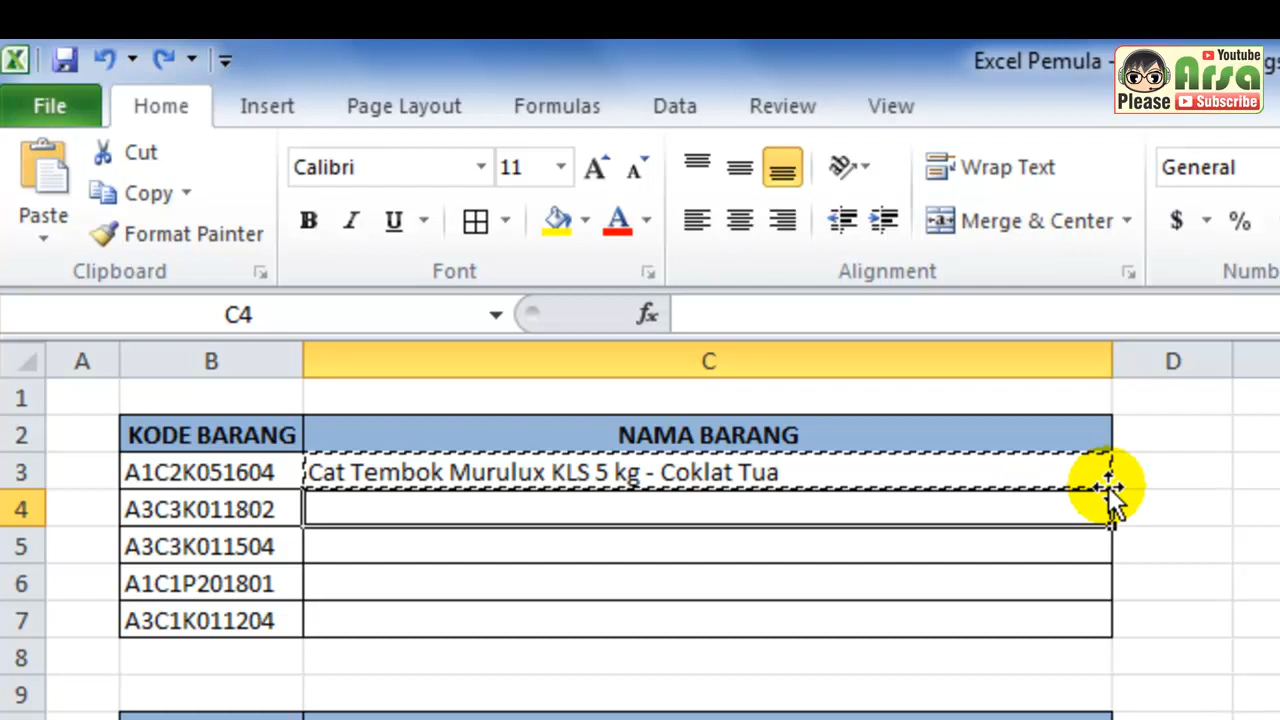 Excel Pemula -
Youtube
Arsa
Please Subscribe
File Home Insert Page Layout Formulas Data Review View
Cut
Calibri 11
Wrap Text
General
Copy
Paste
B I U A
Merge & Center
$ %
Format Painter
Clipboard Font Alignment
C4 fx
A B C D
1
2 KODE BARANG NAMA BARANG
3 A1C2K051604 Cat Tembok Murulux KLS 5 kg - Coklat Tua
4 A3C3K011802
5 A3C3K011504
6 A1C1P201801
7 A3C1K011204
8
9